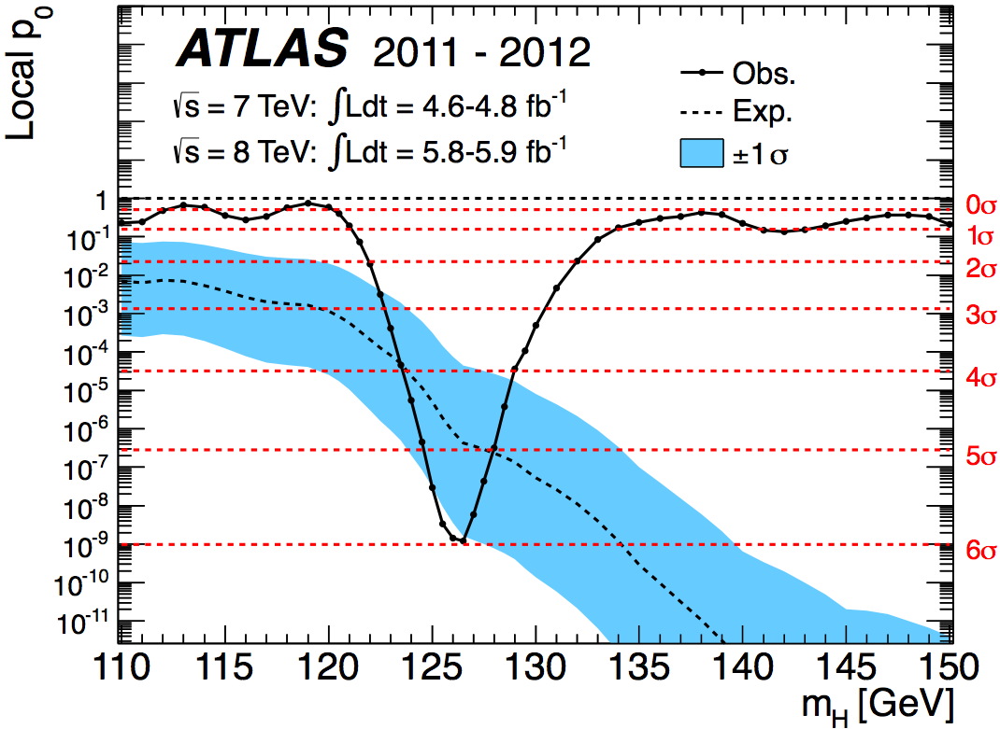 Local p₀
ATLAS 2011 - 2012
√s = 7 TeV: ∫Ldt = 4.6-4.8 fb⁻¹
√s = 8 TeV: ∫Ldt = 5.8-5.9 fb⁻¹
Obs.
Exp.
±1σ
1
10⁻¹
10⁻²
10⁻³
10⁻⁴
10⁻⁵
10⁻⁶
10⁻⁷
10⁻⁸
10⁻⁹
10⁻¹⁰
10⁻¹¹
0σ
1σ
2σ
3σ
4σ
5σ
6σ
110 115 120 125 130 135 140 145 150
m_H [GeV]